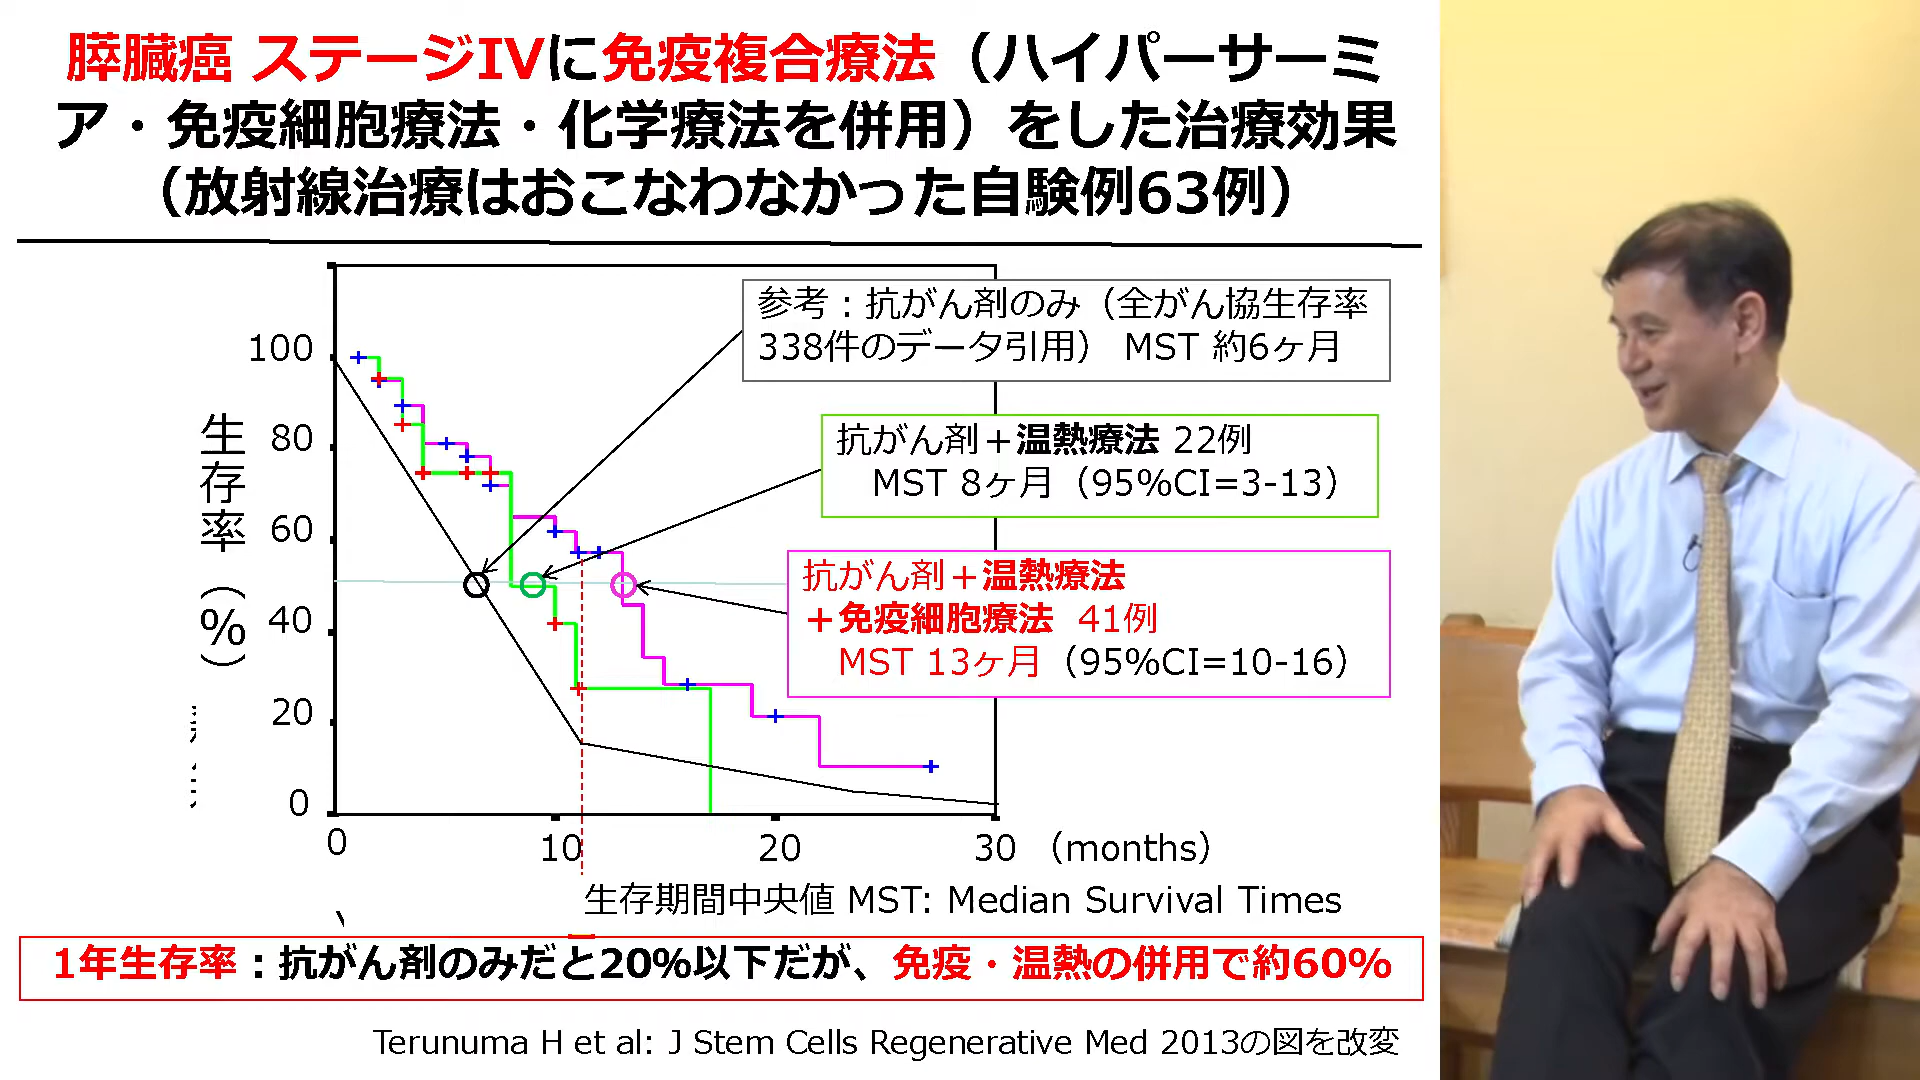 膵臓癌 ステージIVに免疫複合療法（ハイパーサーミ
ア・免疫細胞療法・化学療法を併用）をした治療効果
（放射線治療はおこなわなかった自験例63例）
参考：抗がん剤のみ（全がん協生存率
338件のデータ引用） MST 約6ヶ月
抗がん剤＋温熱療法 22例
MST 8ヶ月（95%CI=3-13）
抗がん剤＋温熱療法
＋免疫細胞療法 41例
MST 13ヶ月（95%CI=10-16）
生存率（%）
100
80
60
40
20
0
0 10 20 30 （months）
生存期間中央値 MST: Median Survival Times
1年生存率：抗がん剤のみだと20%以下だが、免疫・温熱の併用で約60%
Terunuma H et al: J Stem Cells Regenerative Med 2013の図を改変